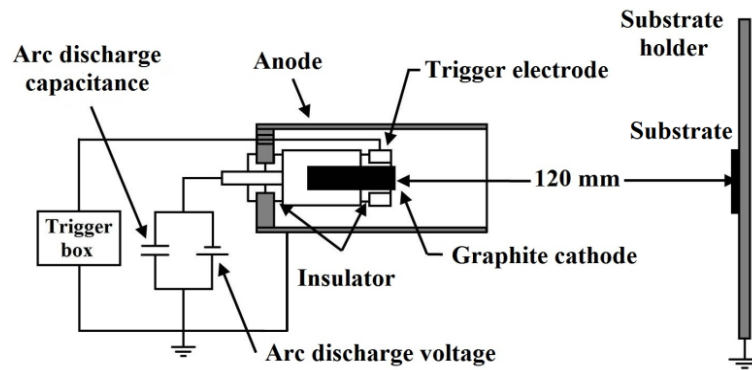 Arc discharge
capacitance
Anode
Trigger electrode
Substrate
holder
Substrate
120 mm
Trigger
box
Insulator
Graphite cathode
Arc discharge voltage